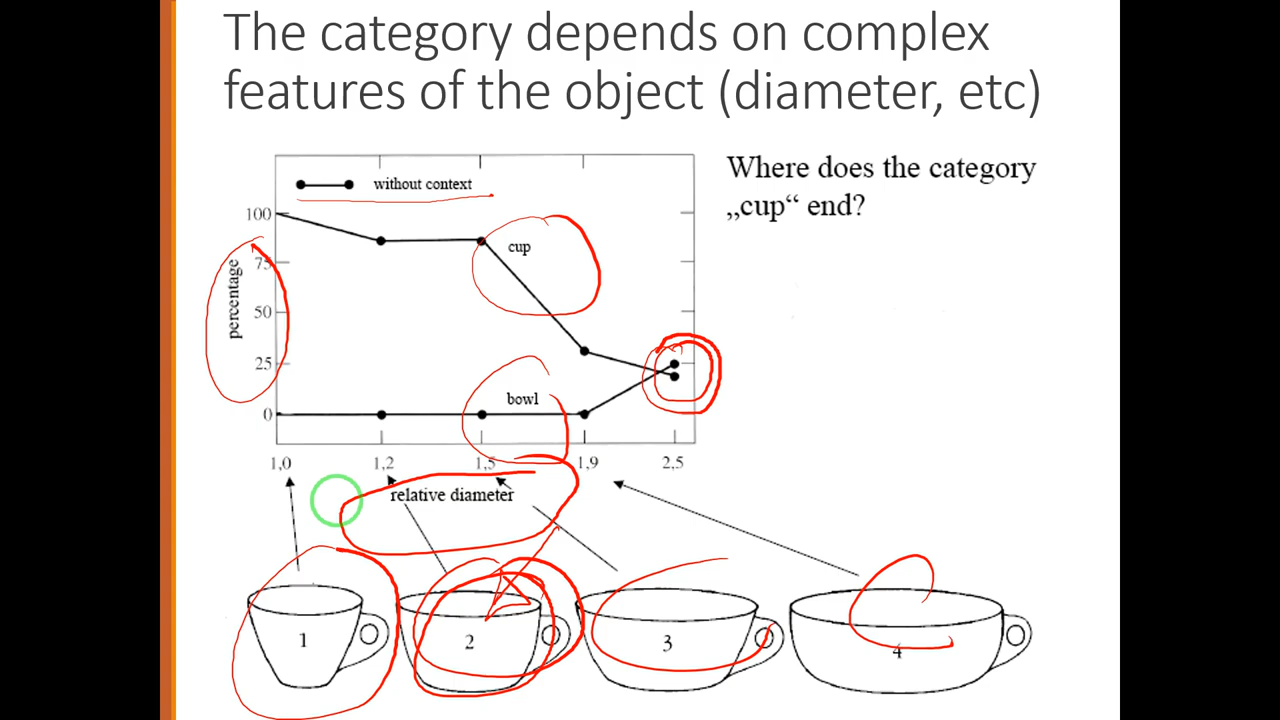 The category depends on complex
features of the object (diameter, etc)
Where does the category
„cup“ end?
without context
100
75
50
25
0
percentage
cup
bowl
1,0 1,2 1,5 1,9 2,5
relative diameter
1 2 3 4